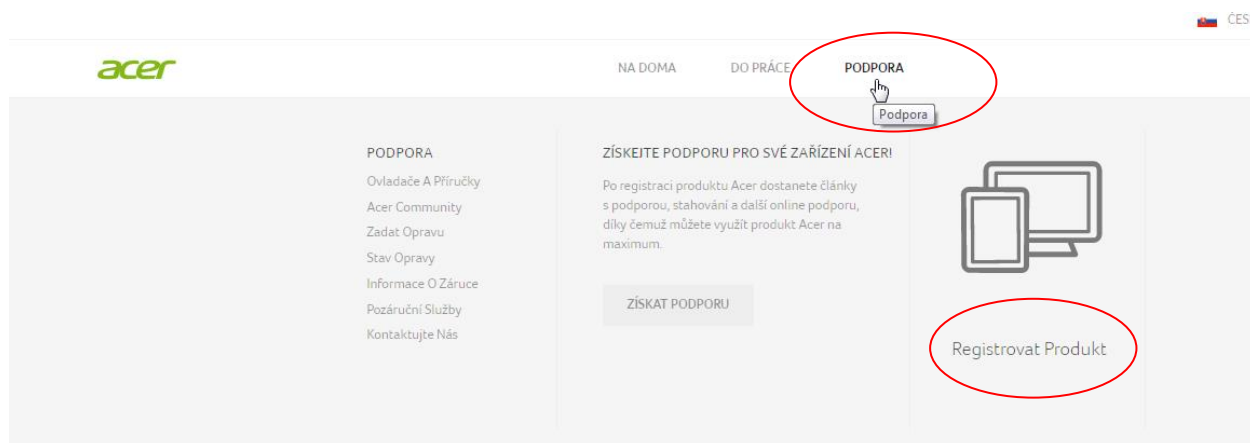 ČES
acer
NA DOMA DO PRÁCE PODPORA
Podpora
PODPORA
Ovladače A Příručky
Acer Community
Zadat Opravu
Stav Opravy
Informace O Záruce
Pozáruční Služby
Kontaktujte Nás
ZÍSKEJTE PODPORU PRO SVÉ ZAŘÍZENÍ ACER!
Po registraci produktu Acer dostanete články
s podporou, stahování a další online podporu,
díky čemuž můžete využít produkt Acer na
maximum.
ZÍSKAT PODPORU
Registrovat Produkt